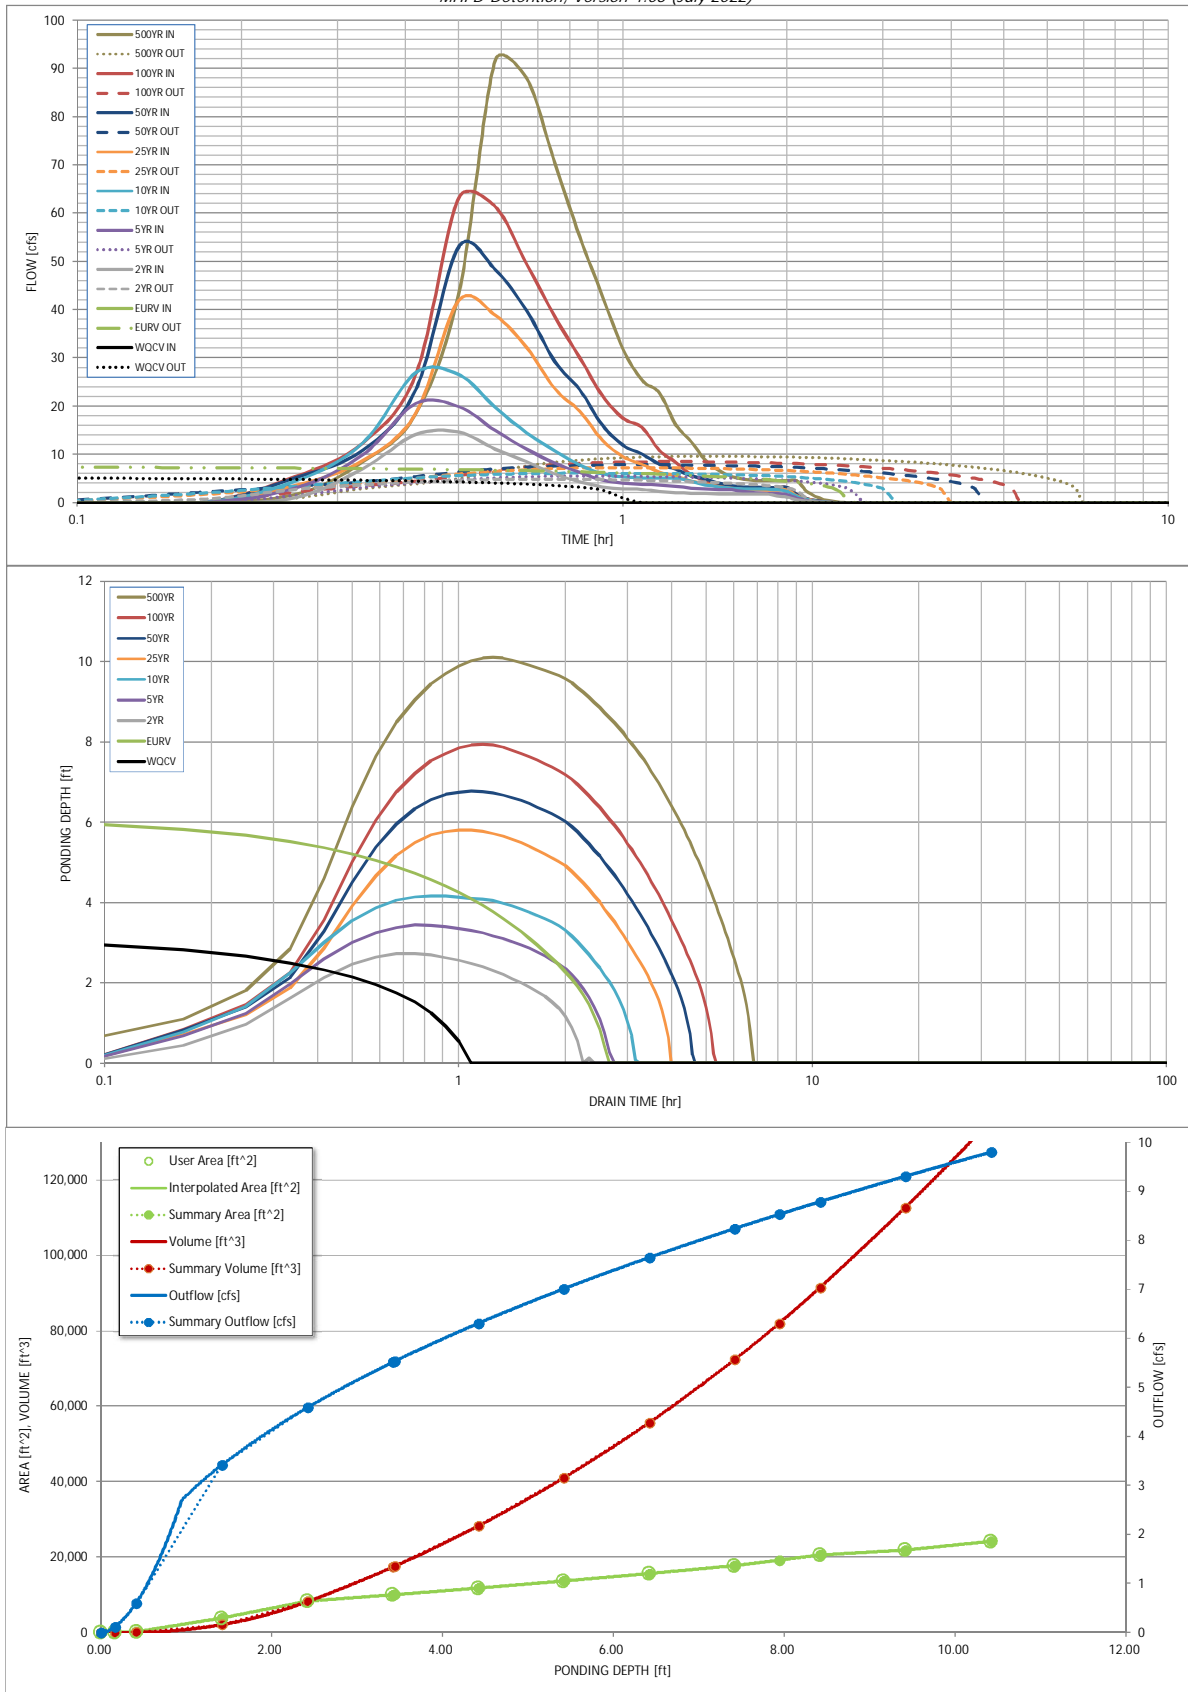 MHFD-Detention, Version 4.06 (July 2022)
100
90
80
70
60
50
40
30
20
10
0
FLOW [cfs]
500YR IN
500YR OUT
100YR IN
100YR OUT
50YR IN
50YR OUT
25YR IN
25YR OUT
10YR IN
10YR OUT
5YR IN
5YR OUT
2YR IN
2YR OUT
EURV IN
EURV OUT
WQCV IN
WQCV OUT
0.1
1
10
TIME [hr]
12
10
8
6
4
2
0
PONDING DEPTH [ft]
500YR
100YR
50YR
25YR
10YR
5YR
2YR
EURV
WQCV
0.1
1
10
100
DRAIN TIME [hr]
120,000
100,000
80,000
60,000
40,000
20,000
0
AREA [ft^2], VOLUME [ft^3]
User Area [ft^2]
Interpolated Area [ft^2]
Summary Area [ft^2]
Volume [ft^3]
Summary Volume [ft^3]
Outflow [cfs]
Summary Outflow [cfs]
10
9
8
7
6
5
4
3
2
1
0
OUTFLOW [cfs]
0.00
2.00
4.00
6.00
8.00
10.00
12.00
PONDING DEPTH [ft]